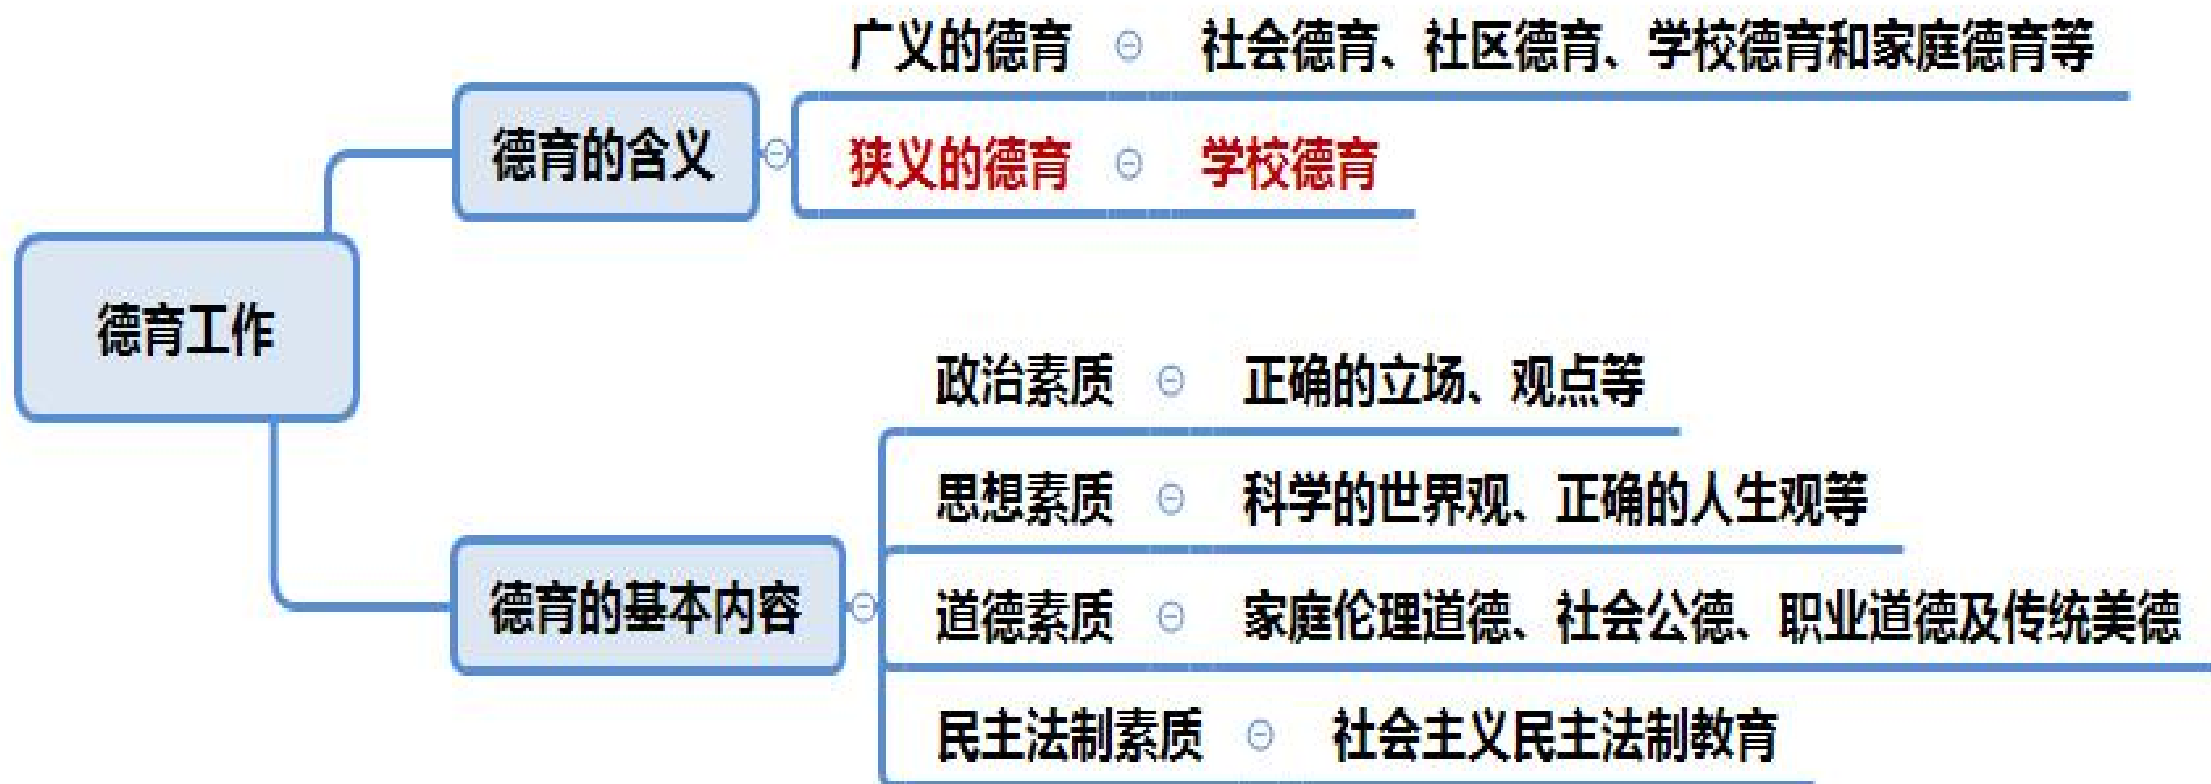 广义的德育 社会德育、社区德育、学校德育和家庭德育等
德育的含义
狭义的德育 学校德育
德育工作
政治素质 正确的立场、观点等
思想素质 科学的世界观、正确的人生观等
德育的基本内容
道德素质 家庭伦理道德、社会公德、职业道德及传统美德
民主法制素质 社会主义民主法制教育